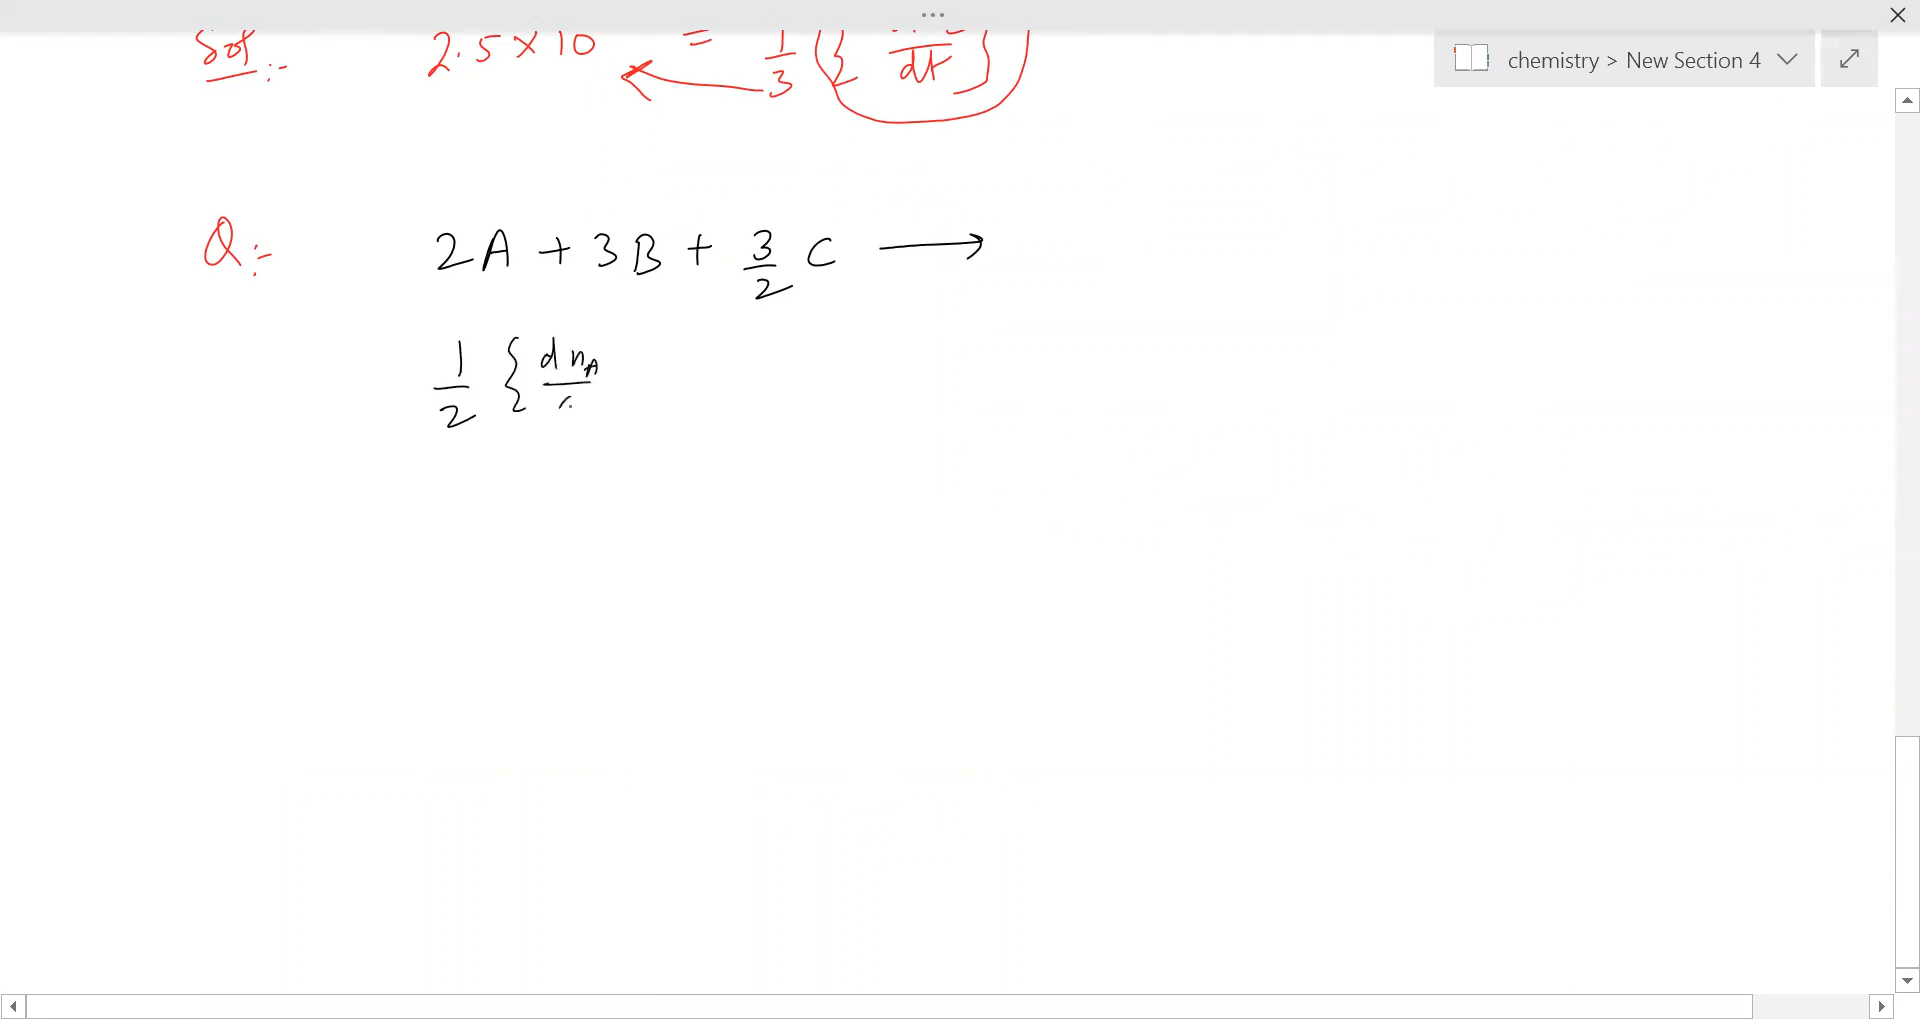 chemistry > New Section 4
Sol :- 2.5 × 10 = 1/3 { / dt }
Q :- 2A + 3B + 3/2 C ⟶
1/2 { dn_A /